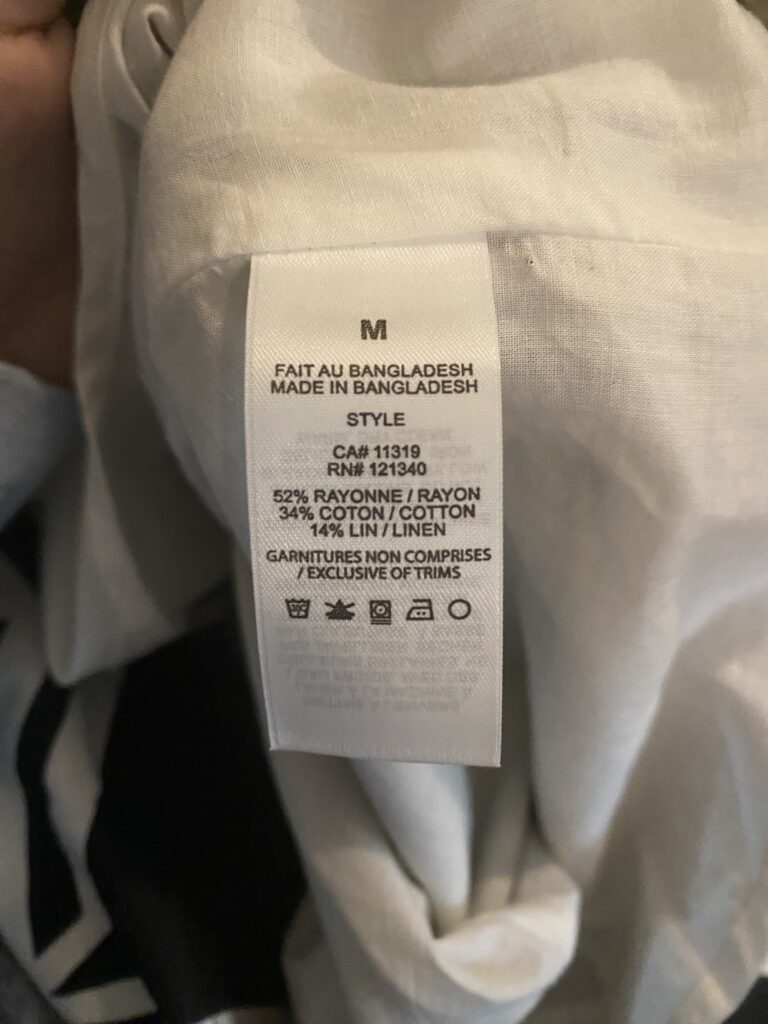 M
FAIT AU BANGLADESH
MADE IN BANGLADESH
STYLE
CA# 11319
RN# 121340
52% RAYONNE / RAYON
34% COTON / COTTON
14% LIN / LINEN
GARNITURES NON COMPRISES
/ EXCLUSIVE OF TRIMS